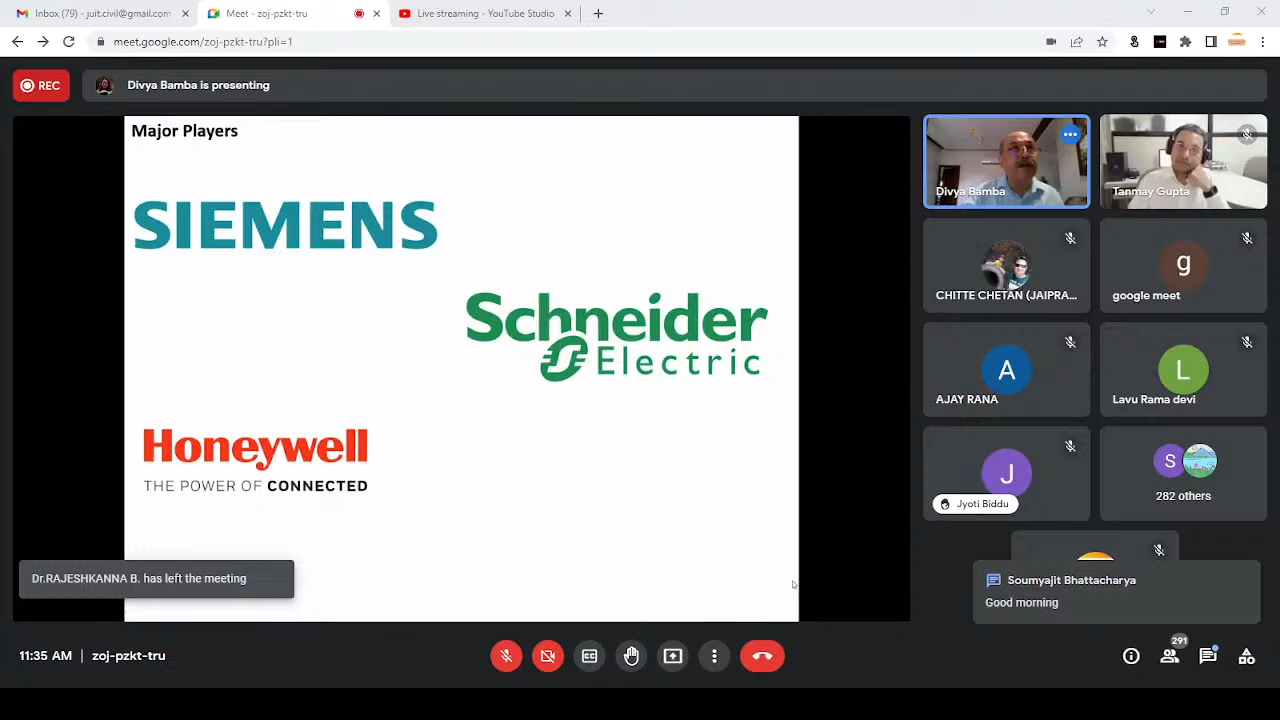 Inbox (79) - juit.civil@gmail.com
Meet - zoj-pzkt-tru
Live streaming - YouTube Studio
meet.google.com/zoj-pzkt-tru?pli=1
REC
Divya Bamba is presenting
Major Players
SIEMENS
Schneider
Electric
Honeywell
THE POWER OF CONNECTED
Divya Bamba
Tanmay Gupta
CHITTE CHETAN (JAIPRA...
g
google meet
A
AJAY RANA
L
Lavu Rama devi
J
Jyoti Biddu
S
282 others
Dr.RAJESHKANNA B. has left the meeting
Soumyajit Bhattacharya
Good morning
11:35 AM | zoj-pzkt-tru
291